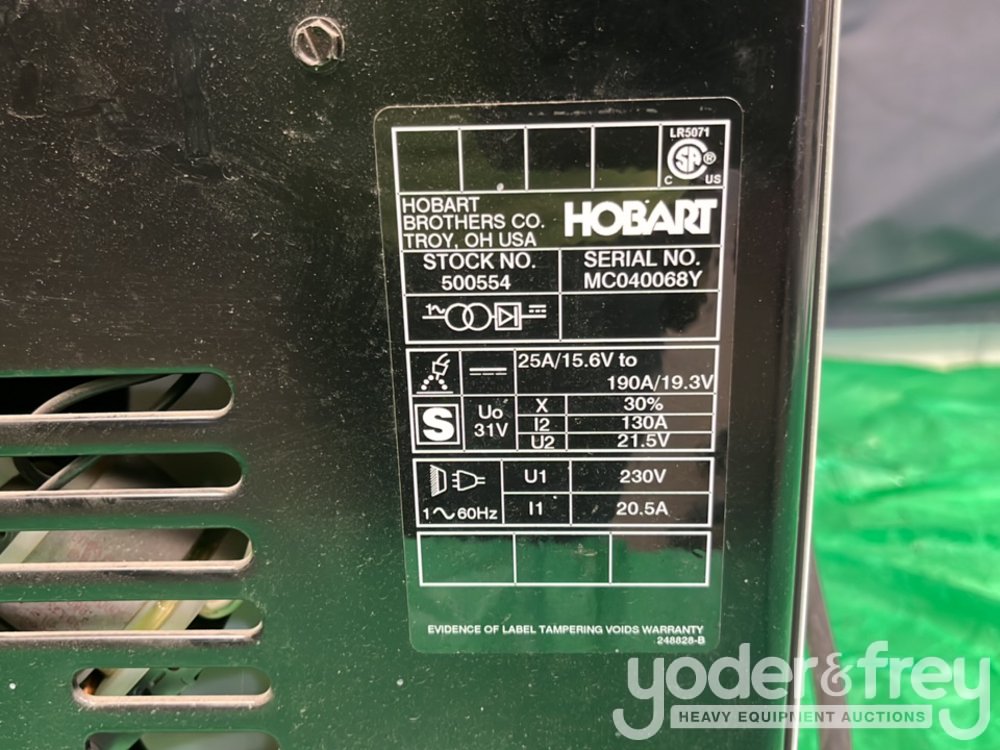 LR5071
SA ®
C US
HOBART
BROTHERS CO.
TROY, OH USA
HOBART
STOCK NO.
500554
SERIAL NO.
MC040068Y
1~
25A/15.6V to
190A/19.3V
S
Uo
31V
X 30%
I2 130A
U2 21.5V
U1 230V
1~60Hz
I1 20.5A
EVIDENCE OF LABEL TAMPERING VOIDS WARRANTY
248828-B
yoder&frey
HEAVY EQUIPMENT AUCTIONS